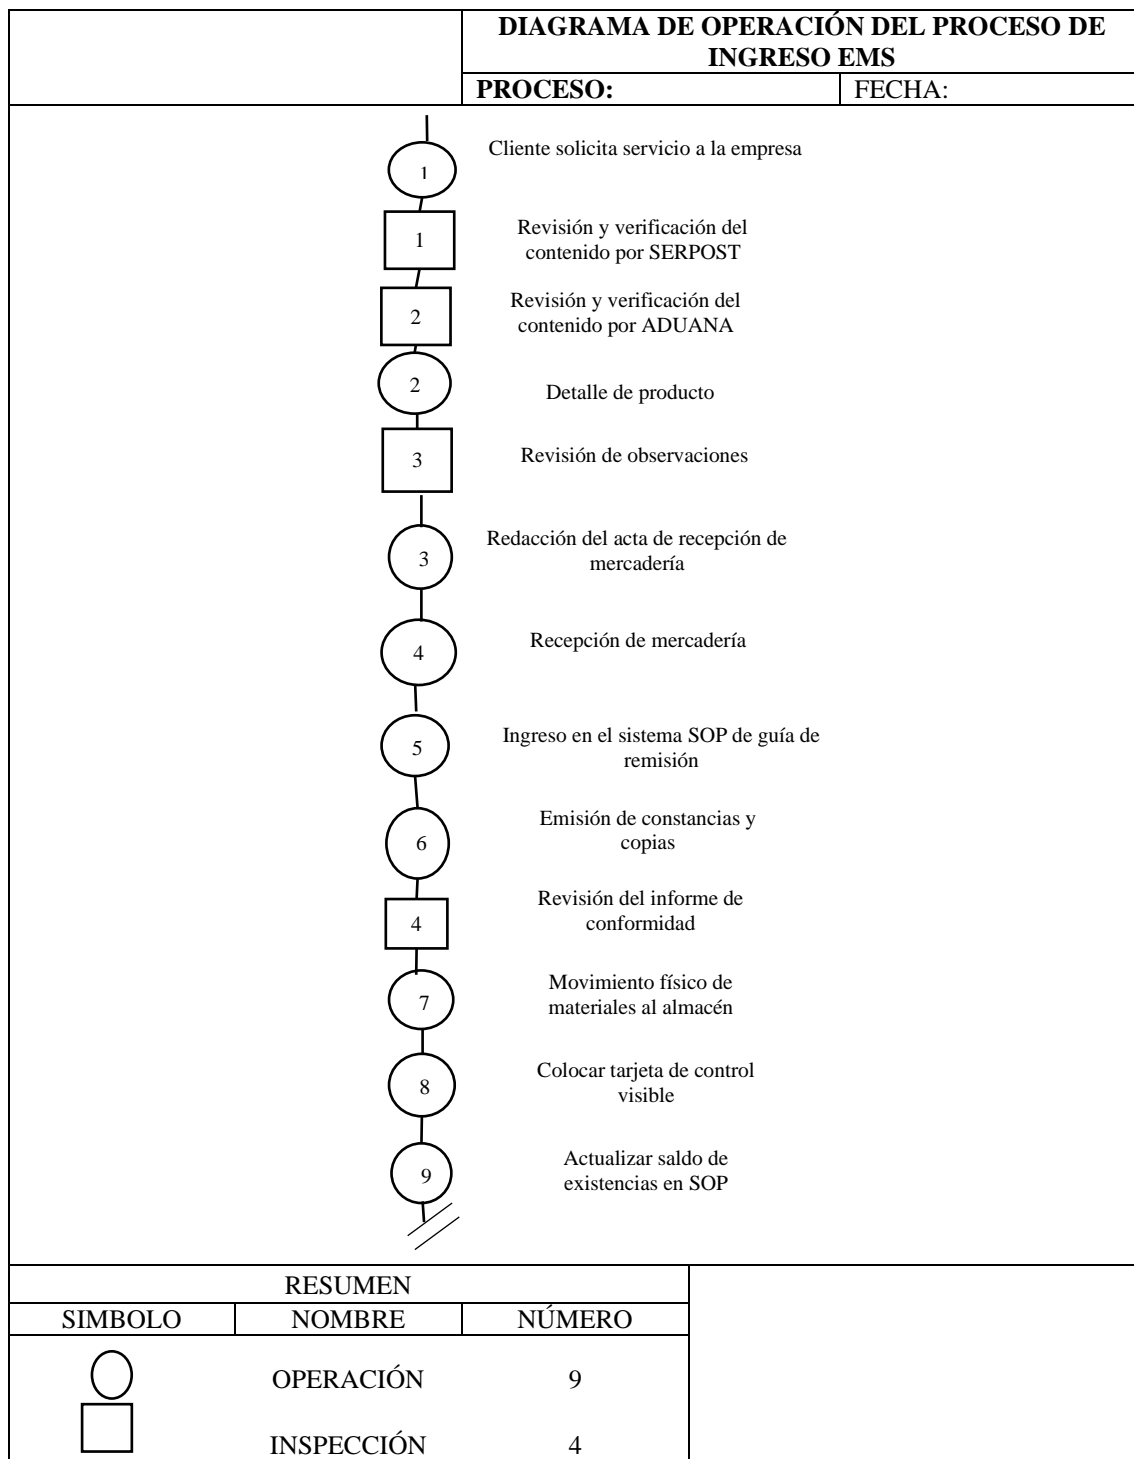 DIAGRAMA DE OPERACIÓN DEL PROCESO DE
INGRESO EMS
PROCESO:
FECHA:
1
Cliente solicita servicio a la empresa
1
Revisión y verificación del
contenido por SERPOST
2
Revisión y verificación del
contenido por ADUANA
2
Detalle de producto
3
Revisión de observaciones
3
Redacción del acta de recepción de
mercadería
4
Recepción de mercadería
5
Ingreso en el sistema SOP de guía de
remisión
6
Emisión de constancias y
copias
4
Revisión del informe de
conformidad
7
Movimiento físico de
materiales al almacén
8
Colocar tarjeta de control
visible
9
Actualizar saldo de
existencias en SOP
RESUMEN
SIMBOLO NOMBRE NÚMERO
OPERACIÓN 9
INSPECCIÓN 4